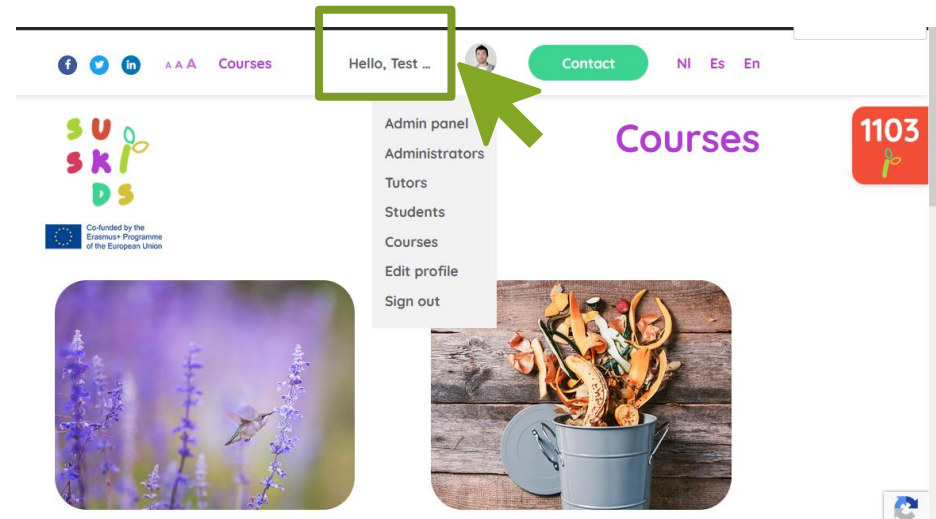 A A A Courses Hello, Test ... Contact Nl Es En
Admin panel
Administrators
Tutors
Students
Courses
Edit profile
Sign out
SU
SKi
DS
Co-funded by the
Erasmus+ Programme
of the European Union
Courses
1103